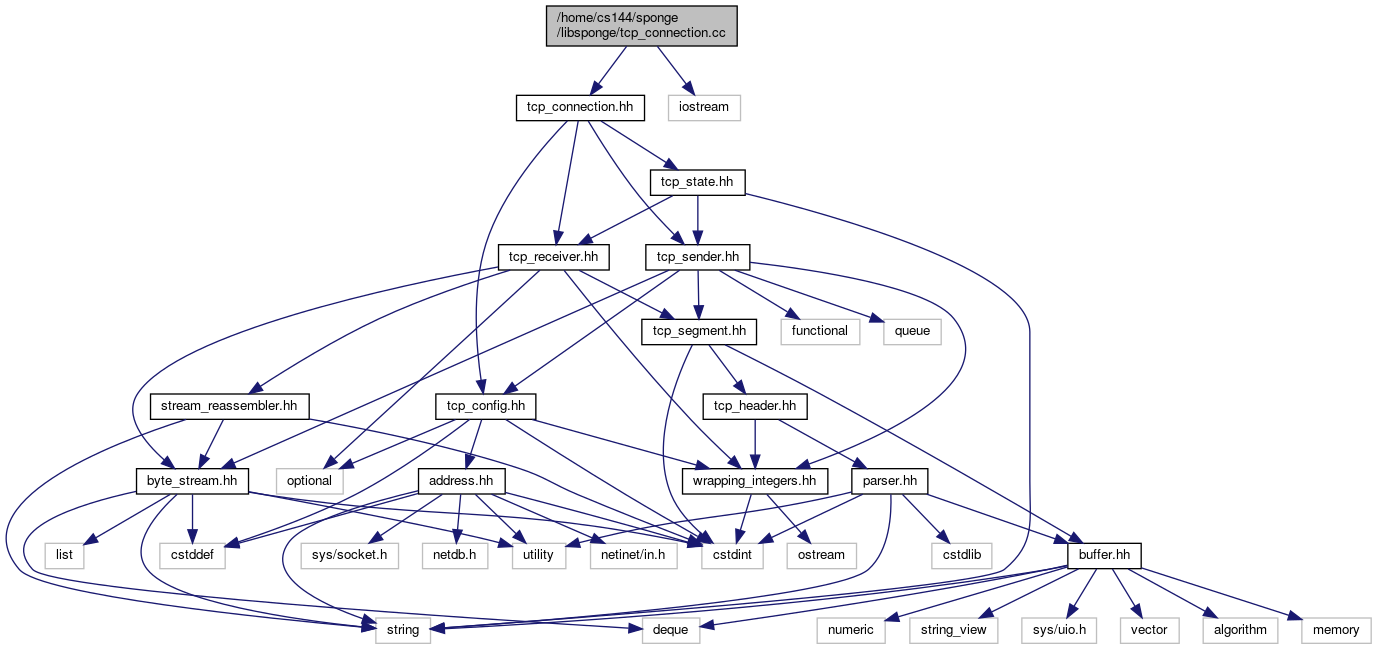 /home/cs144/sponge
/libsponge/tcp_connection.cc
tcp_connection.hh
iostream
tcp_state.hh
tcp_receiver.hh
tcp_sender.hh
tcp_segment.hh
functional
queue
stream_reassembler.hh
tcp_config.hh
tcp_header.hh
byte_stream.hh
optional
address.hh
wrapping_integers.hh
parser.hh
list
cstddef
sys/socket.h
netdb.h
utility
netinet/in.h
cstdint
ostream
cstdlib
buffer.hh
string
deque
numeric
string_view
sys/uio.h
vector
algorithm
memory